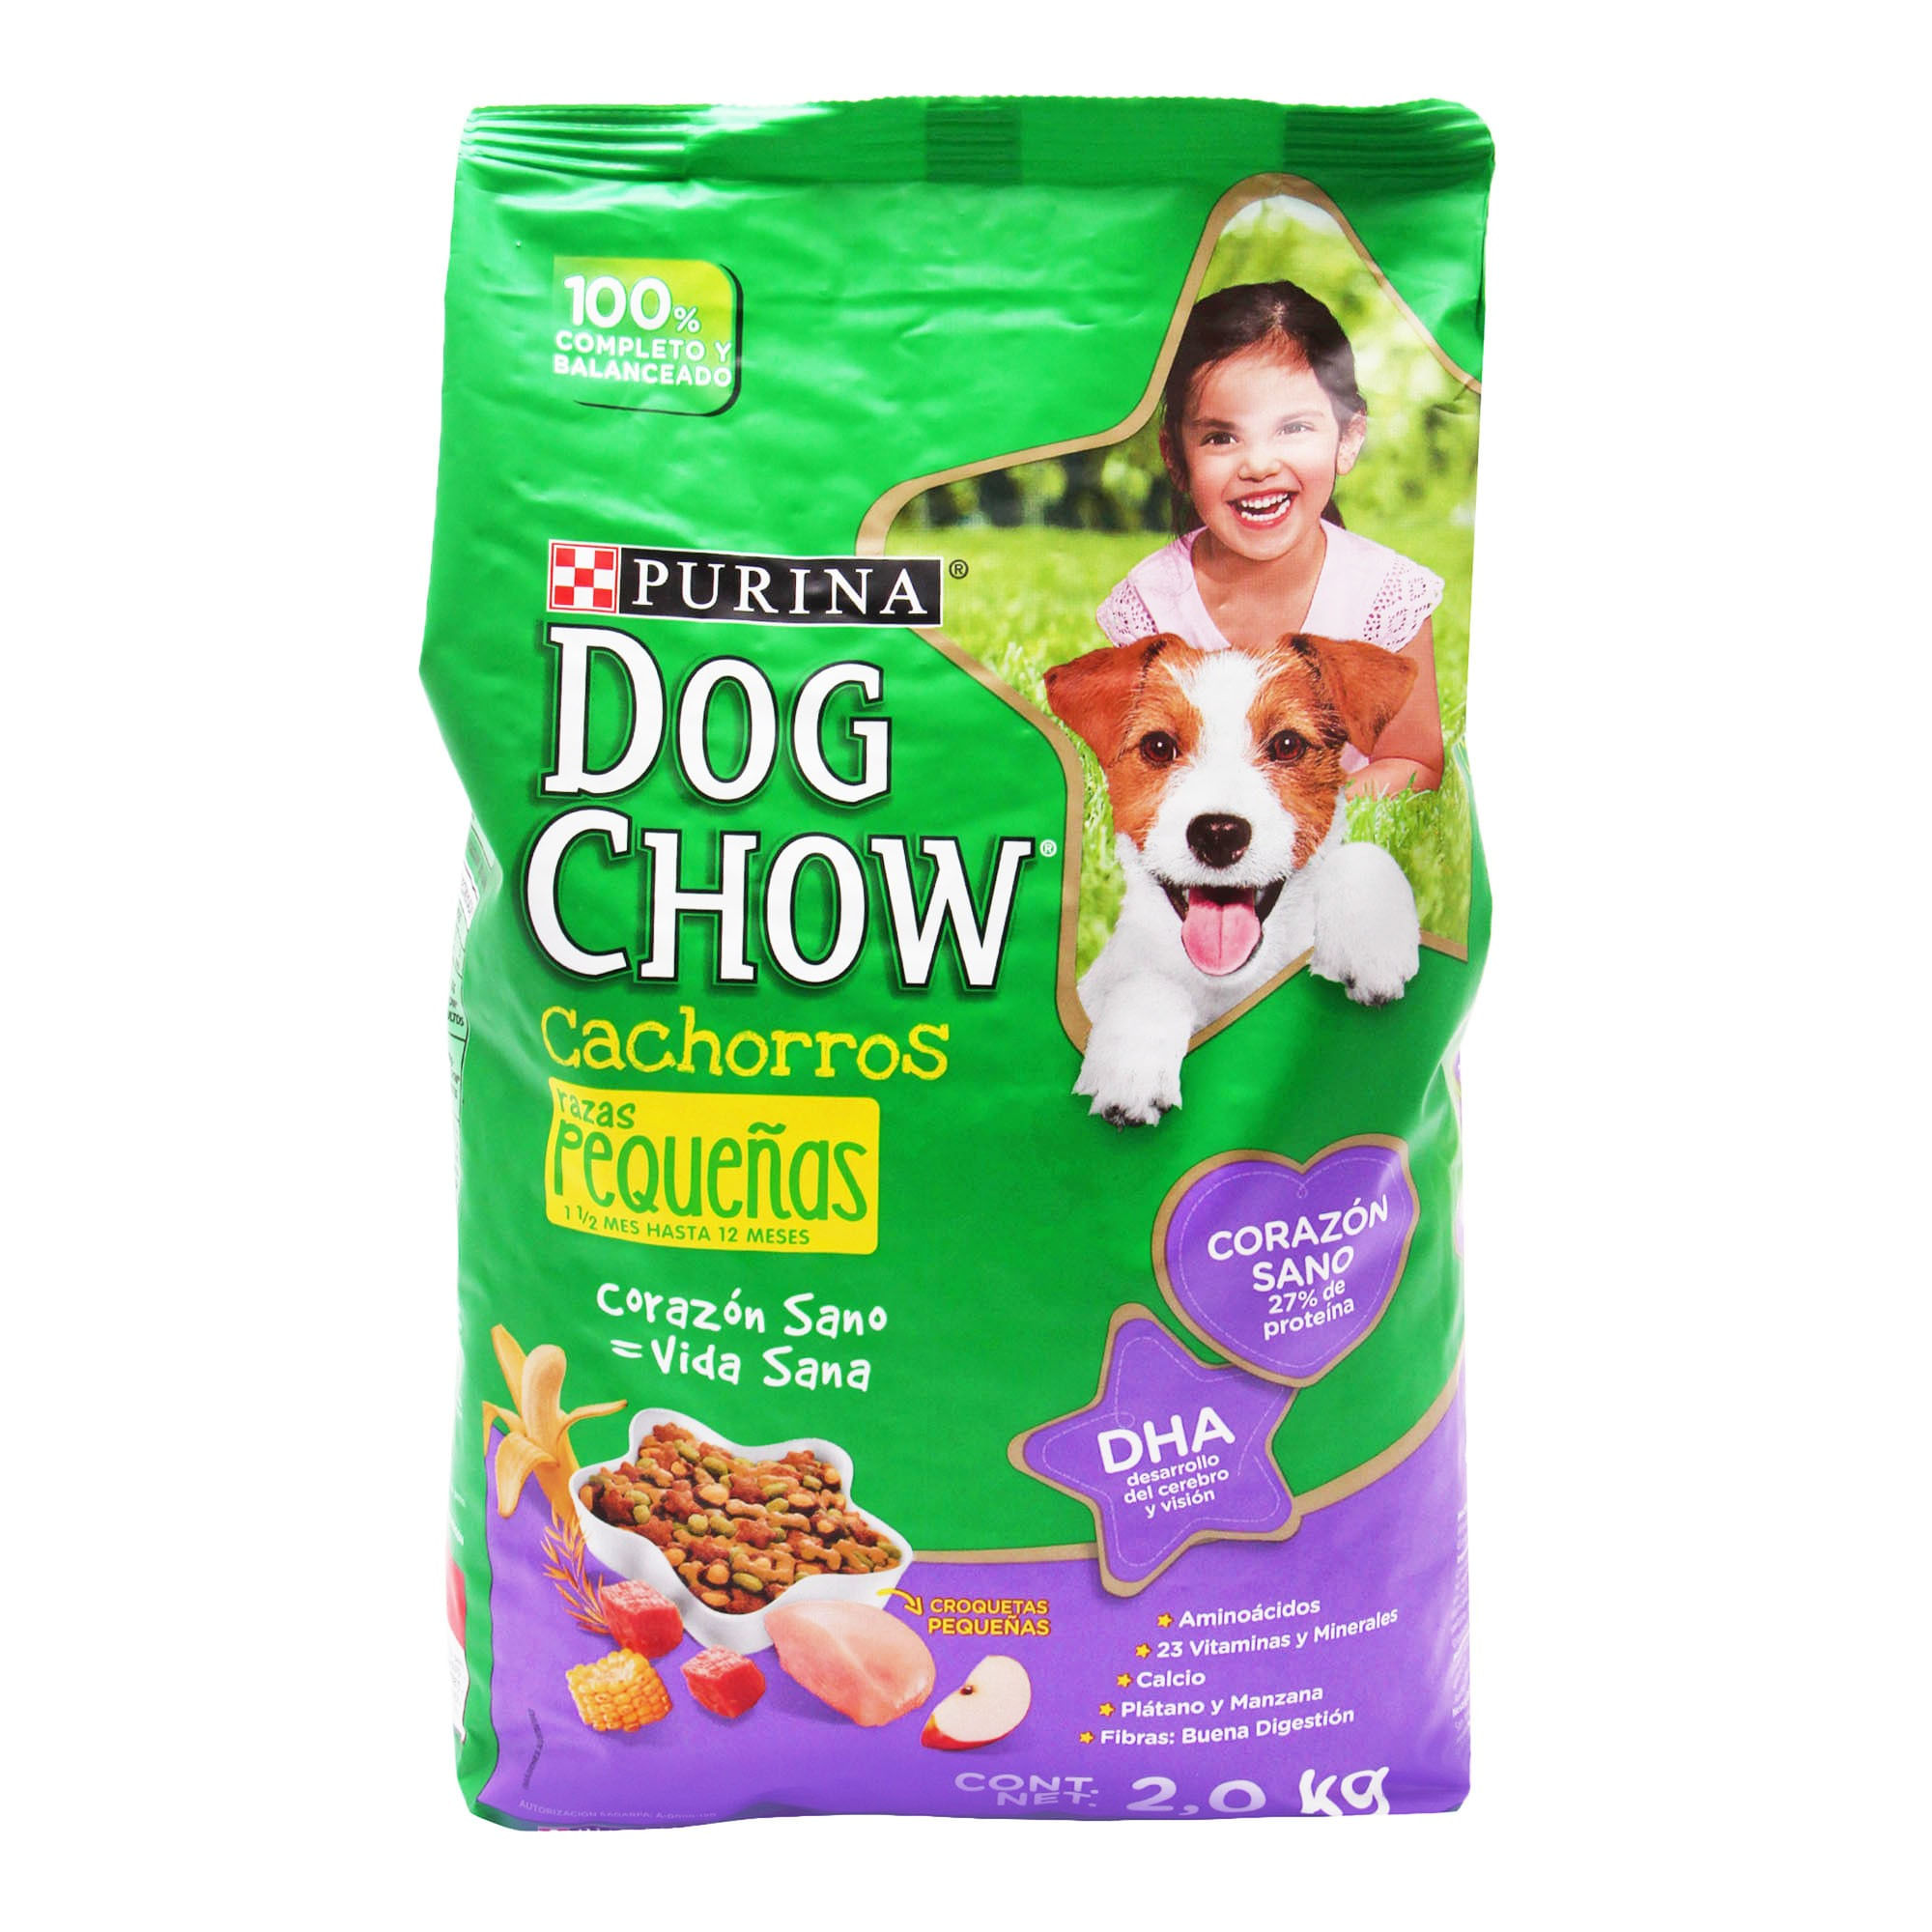 100%
COMPLETO Y
BALANCEADO
PURINA®
DOG
CHOW®
Cachorros
razas
Pequeñas
1 1/2 MES HASTA 12 MESES
Corazón Sano
=Vida Sana
CORAZÓN
SANO
27% de
proteína
DHA
desarrollo
del cerebro
y visión
CROQUETAS
PEQUEÑAS
Aminoácidos
23 Vitaminas y Minerales
Calcio
Plátano y Manzana
Fibras: Buena Digestión
CONT.
NET. 2,0 kg